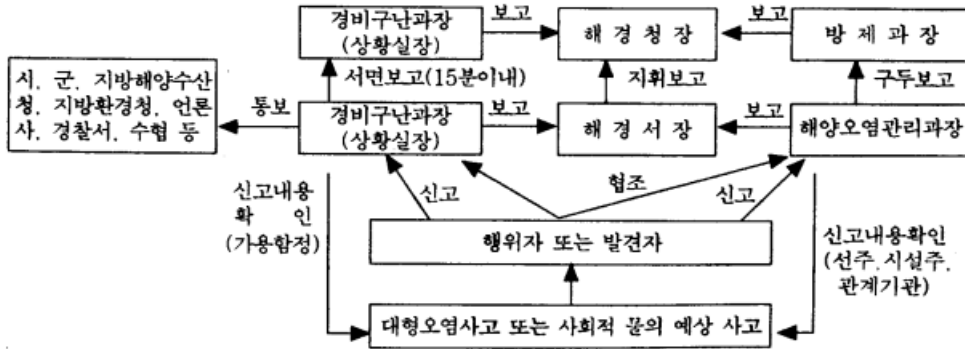 경비구난과장
(상황실장)
보고
해 경 청 장
보고
방 제 과 장
서면보고(15분이내)
지휘보고
구두보고
시, 군, 지방해양수산
청, 지방환경청, 언론
사, 경찰서, 수협 등
통보
경비구난과장
(상황실장)
보고
해 경 서 장
보고
해양오염관리과장
신고내용
확 인
(가용함정)
신고
협조
신고
행위자 또는 발견자
신고내용확인
(선주, 시설주,
관계기관)
대형오염사고 또는 사회적 물의 예상 사고